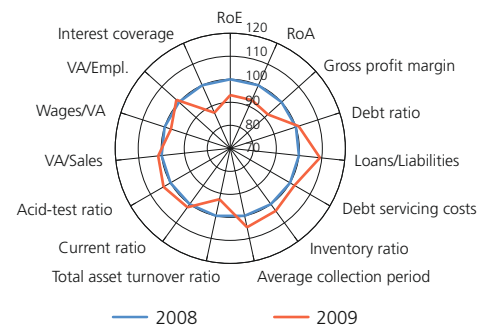 RoE
RoA
Gross profit margin
Debt ratio
Loans/Liabilities
Debt servicing costs
Inventory ratio
Average collection period
Total asset turnover ratio
Current ratio
Acid-test ratio
VA/Sales
Wages/VA
VA/Empl.
Interest coverage
120
110
100
90
80
70
2008
2009